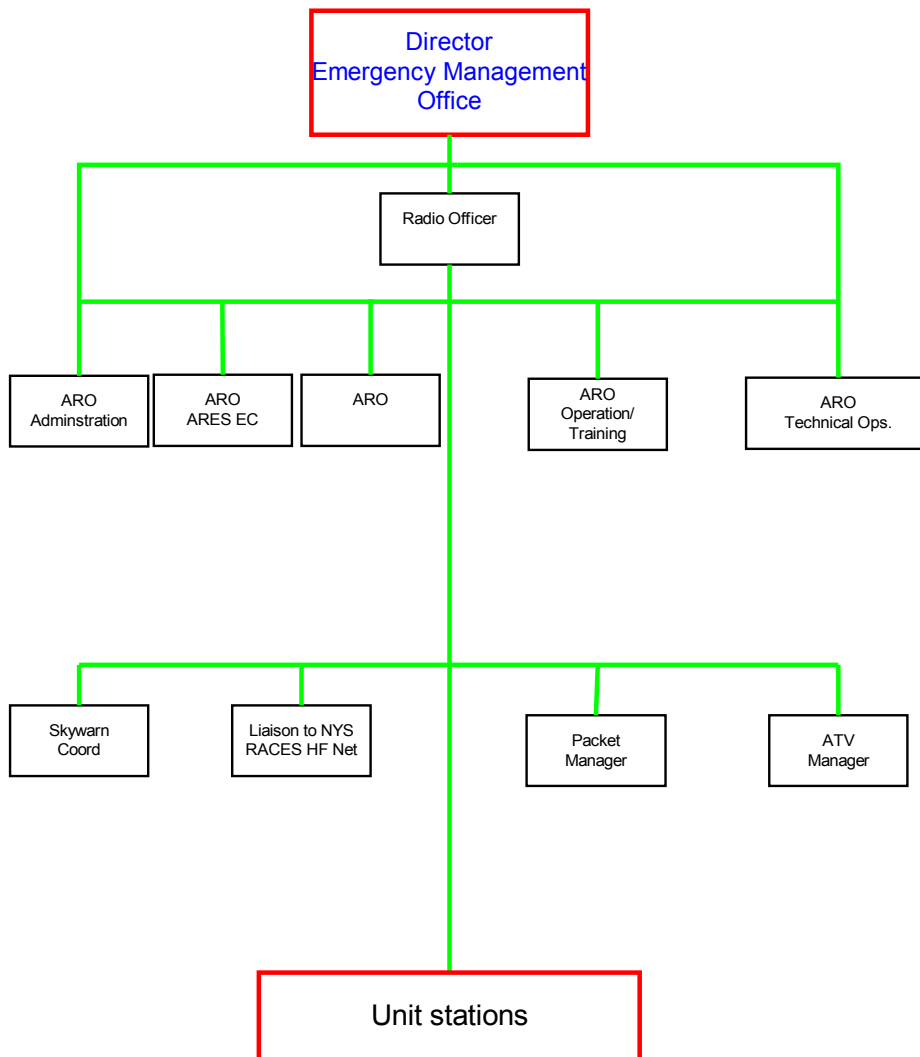 Director
Emergency Management
Office
Radio Officer
ARO
Adminstration
ARO
ARES EC
ARO
ARO
Operation/
Training
ARO
Technical Ops.
Skywarn
Coord
Liaison to NYS
RACES HF Net
Packet
Manager
ATV
Manager
Unit stations